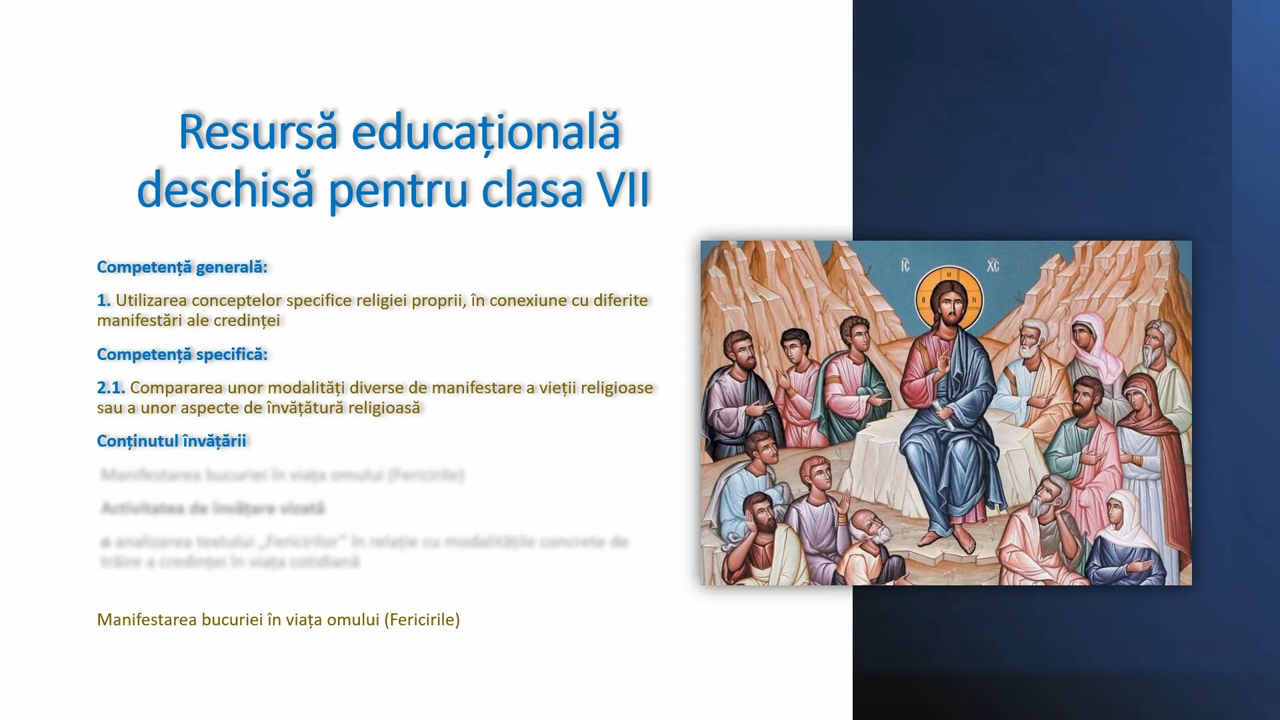 Resursă educațională
deschisă pentru clasa VII
Competență generală:
1. Utilizarea conceptelor specifice religiei proprii, în conexiune cu diferite
manifestări ale credinței
Competență specifică:
2.1. Compararea unor modalități diverse de manifestare a vieții religioase
sau a unor aspecte de învățătură religioasă
Conținutul învățării
Manifestarea bucuriei în viața omului (Fericirile)
Activitatea de învățare vizată
analizarea textului „Fericirilor" în relație cu modalitățile concrete de
trăire a credinței în viața cotidiană
Manifestarea bucuriei în viața omului (Fericirile)
IC XC